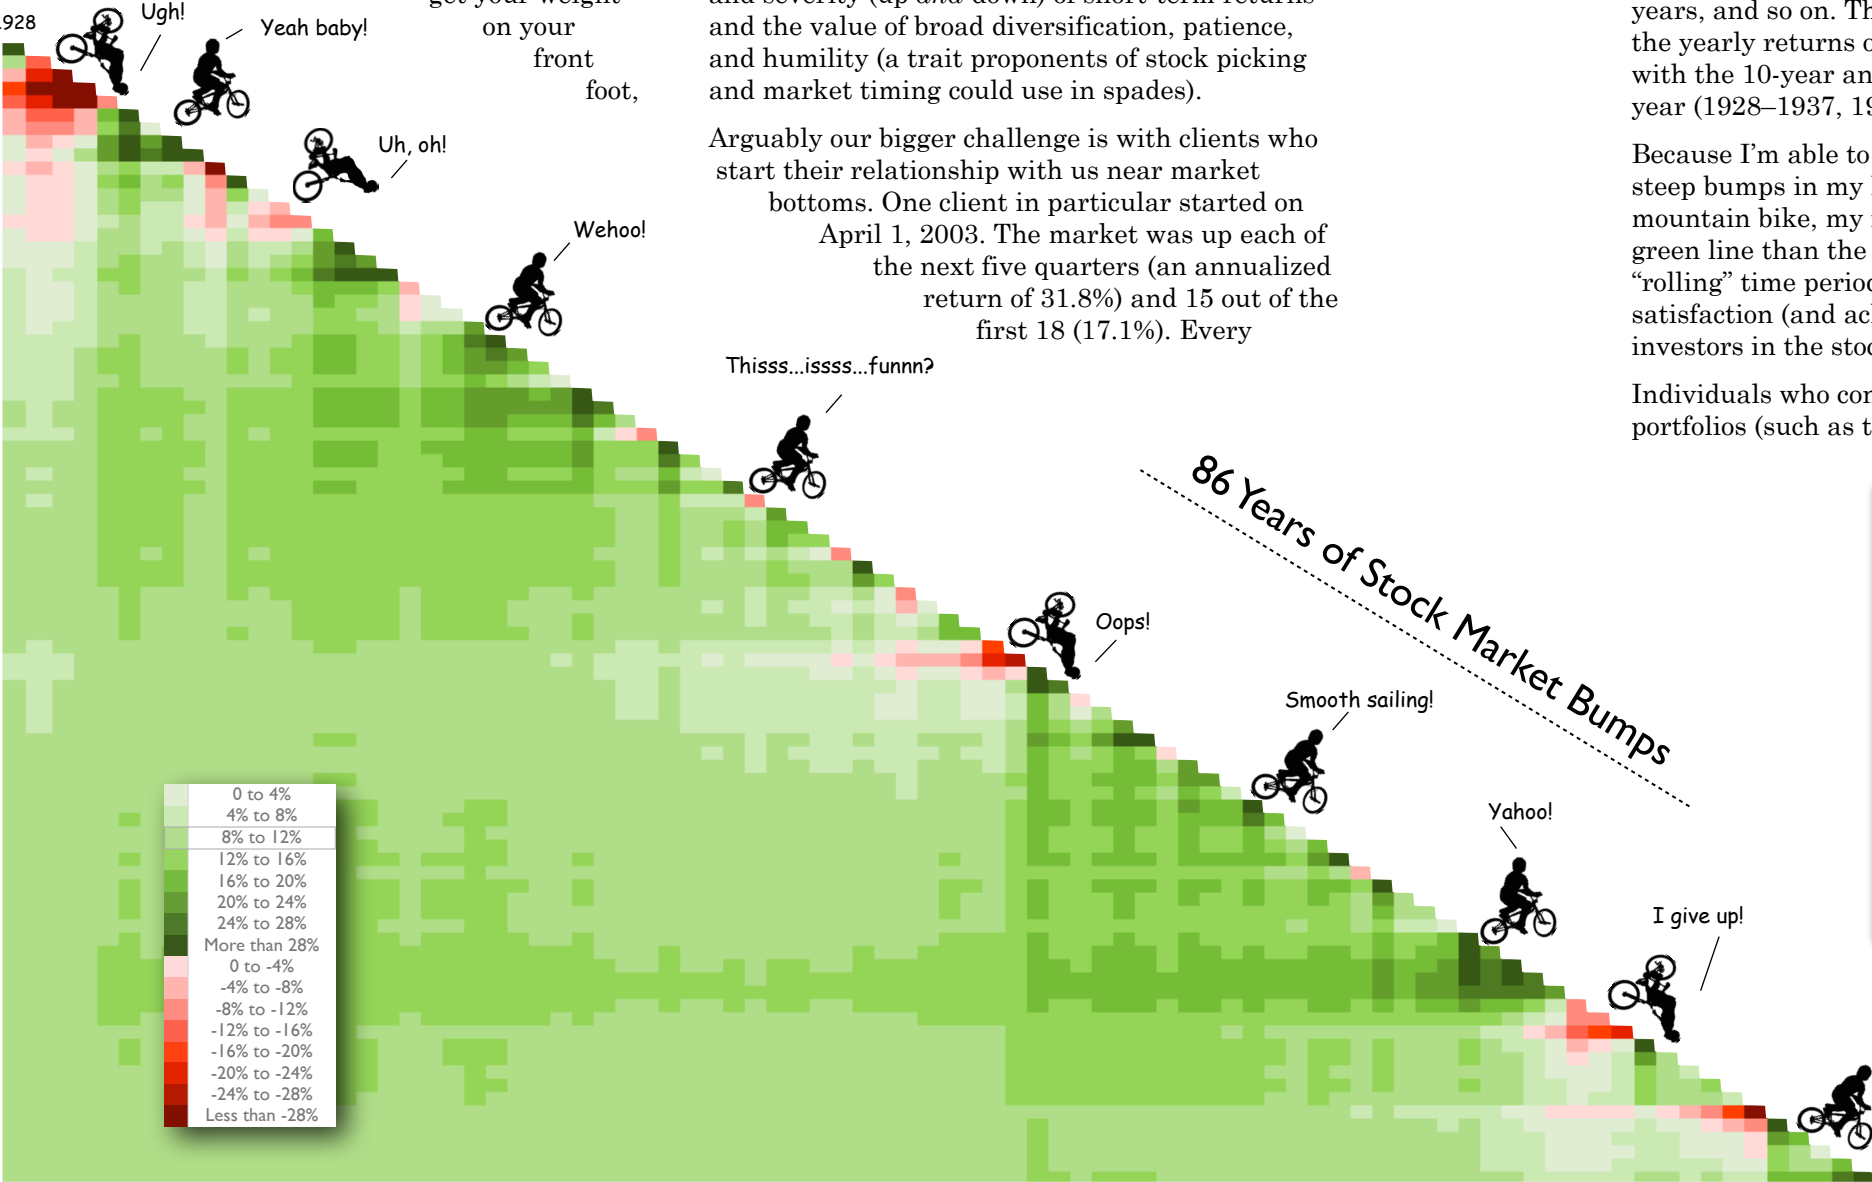 1928
Ugh!
Yeah baby!
Uh, oh!
Wehoo!
Thisss...issss...funnn?
Oops!
Smooth sailing!
Yahoo!
I give up!
get your weight
on your
front
foot,
and severity (up and down) of short-term returns
and the value of broad diversification, patience,
and humility (a trait proponents of stock picking
and market timing could use in spades).
Arguably our bigger challenge is with clients who
start their relationship with us near market
bottoms. One client in particular started on
April 1, 2003. The market was up each of
the next five quarters (an annualized
return of 31.8%) and 15 out of the
first 18 (17.1%). Every
years, and so on. Th
the yearly returns o
with the 10-year an
year (1928–1937, 19
Because I’m able to
steep bumps in my
mountain bike, my
green line than the
“rolling” time perio
satisfaction (and ac
investors in the stoc
Individuals who con
portfolios (such as t
86 Years of Stock Market Bumps
0 to 4%
4% to 8%
8% to 12%
12% to 16%
16% to 20%
20% to 24%
24% to 28%
More than 28%
0 to -4%
-4% to -8%
-8% to -12%
-12% to -16%
-16% to -20%
-20% to -24%
-24% to -28%
Less than -28%